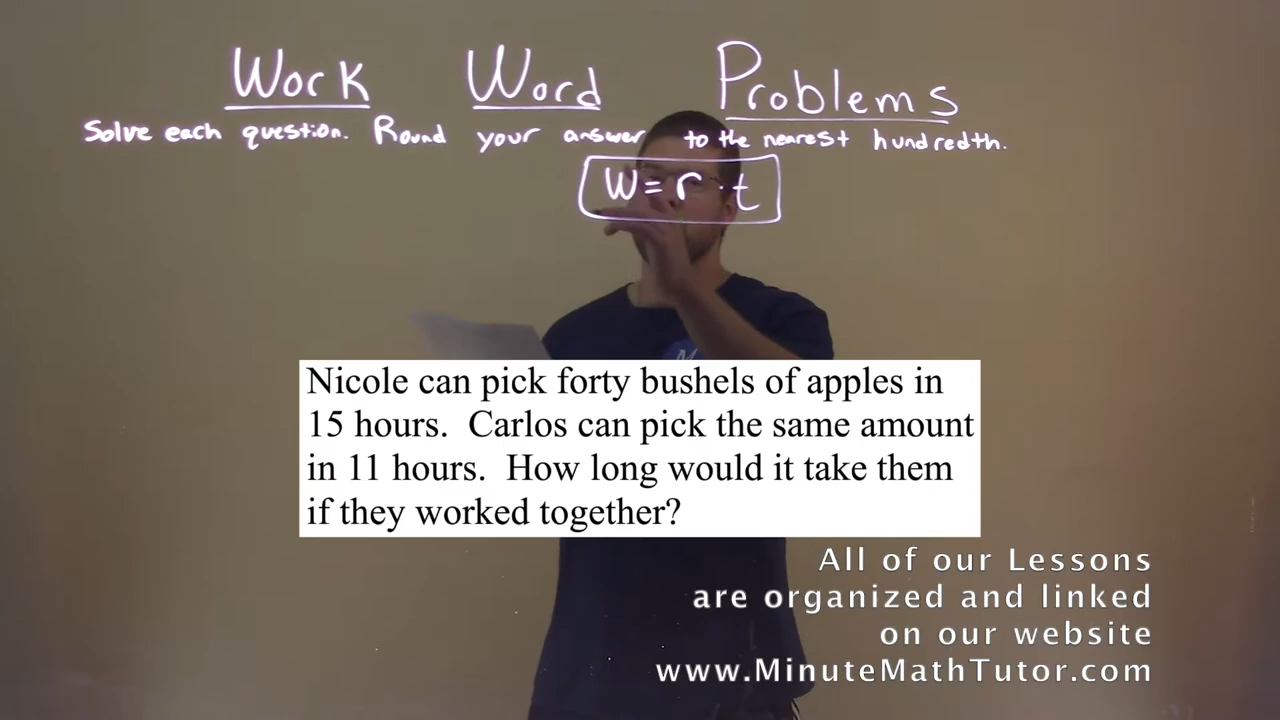 Work Word Problems
Solve each question. Round your answer to the nearest hundredth.
W = r · t
M
Nicole can pick forty bushels of apples in
15 hours. Carlos can pick the same amount
in 11 hours. How long would it take them
if they worked together?
All of our Lessons
are organized and linked
on our website
www.MinuteMathTutor.com